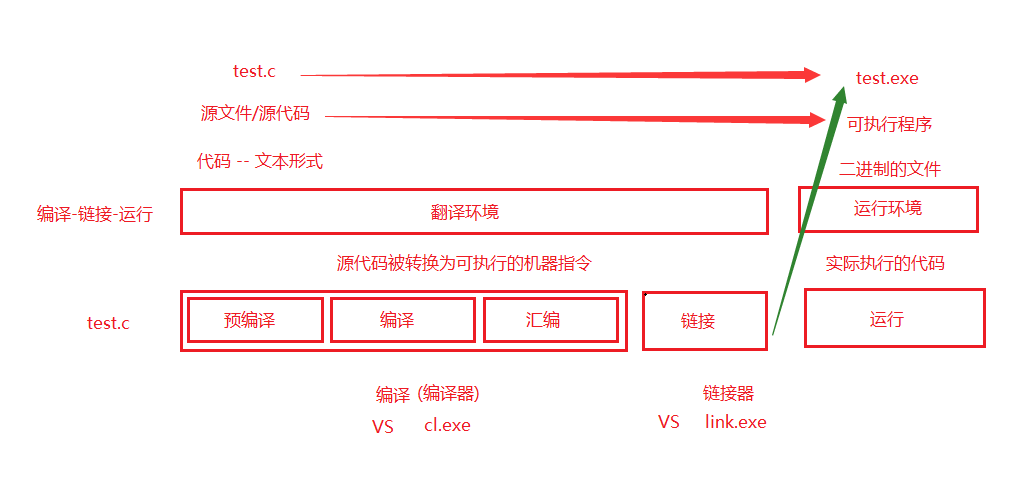 test.c
test.exe
源文件/源代码
可执行程序
代码 -- 文本形式
二进制的文件
编译-链接-运行
翻译环境
运行环境
源代码被转换为可执行的机器指令
实际执行的代码
test.c
预编译
编译
汇编
链接
运行
编译 (编译器)
链接器
VS cl.exe
VS link.exe